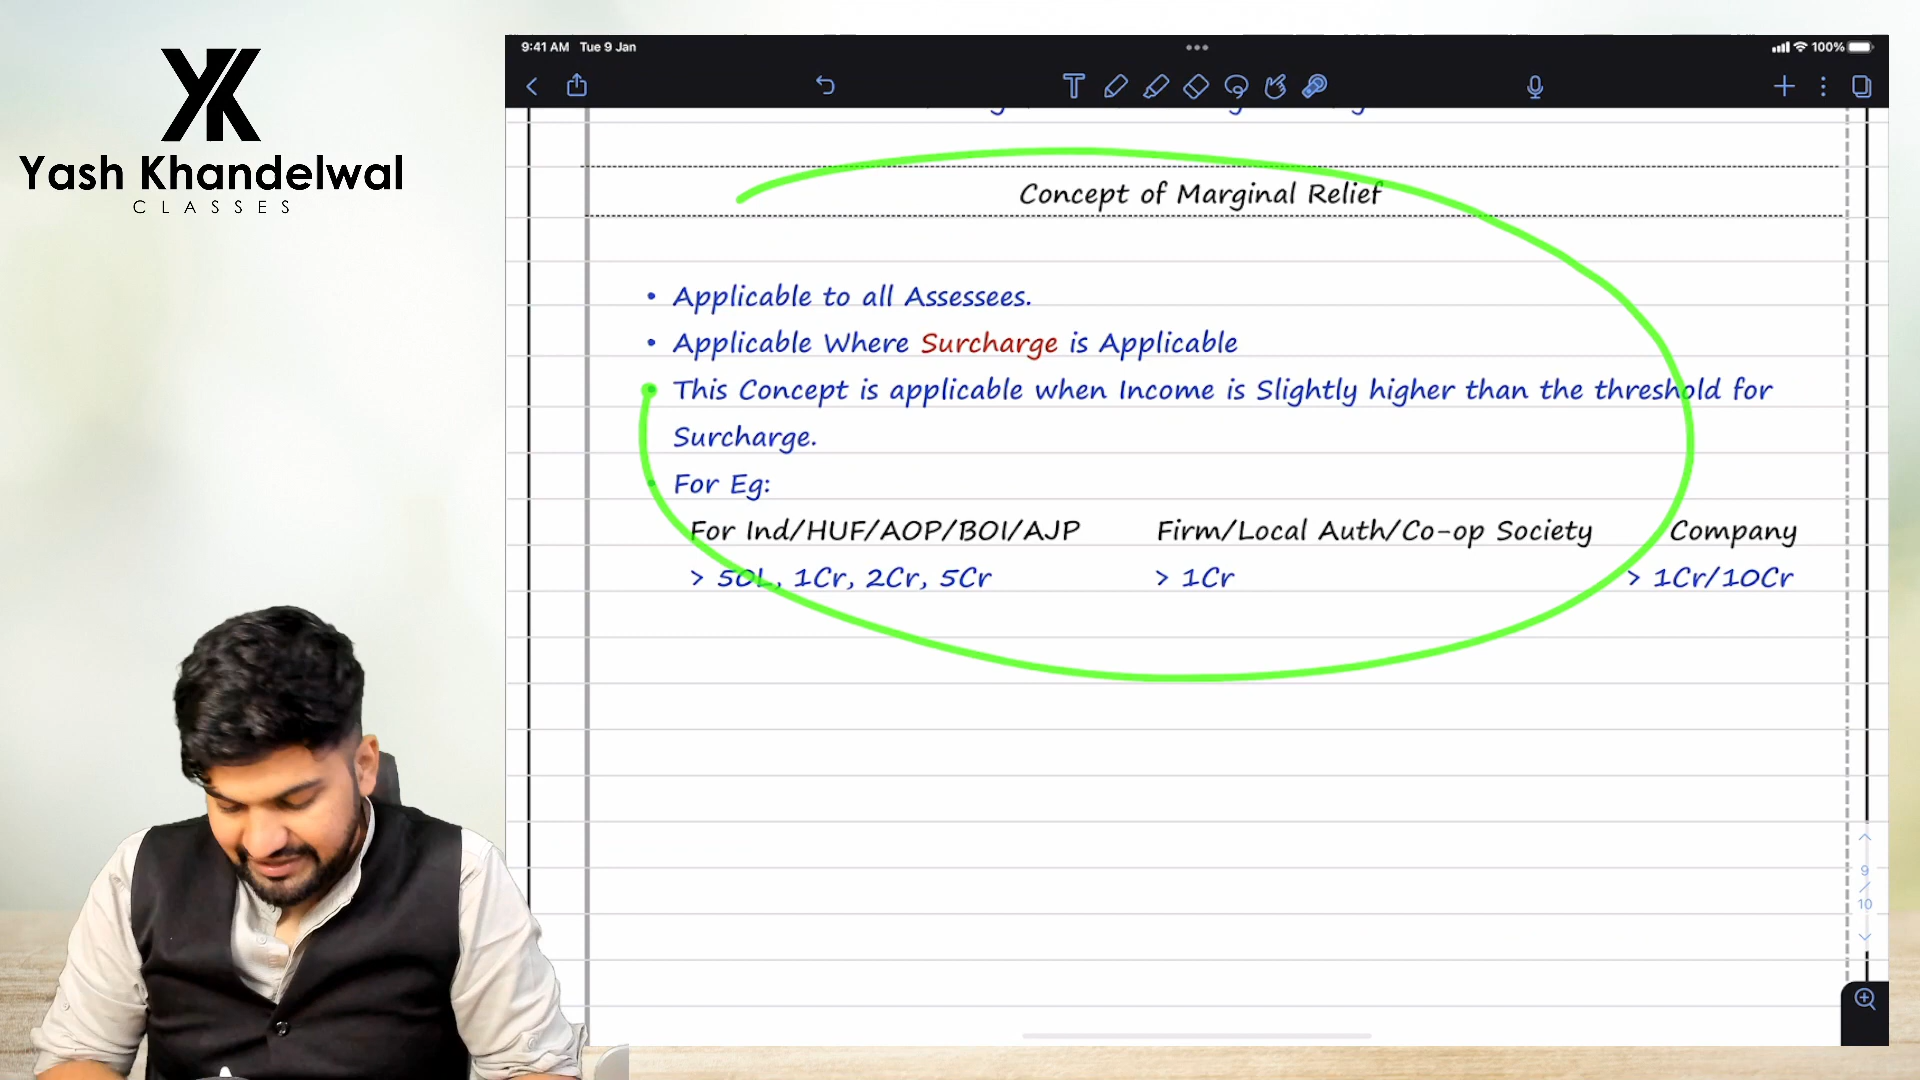 YK
Yash Khandelwal
CLASSES
9:41 AM Tue 9 Jan
100%
Concept of Marginal Relief
• Applicable to all Assessees.
• Applicable Where Surcharge is Applicable
• This Concept is applicable when Income is Slightly higher than the threshold for
Surcharge.
• For Eg:
For Ind/HUF/AOP/BOI/AJP Firm/Local Auth/Co-op Society Company
> 50L, 1Cr, 2Cr, 5Cr > 1Cr > 1Cr/10Cr
9
/
10